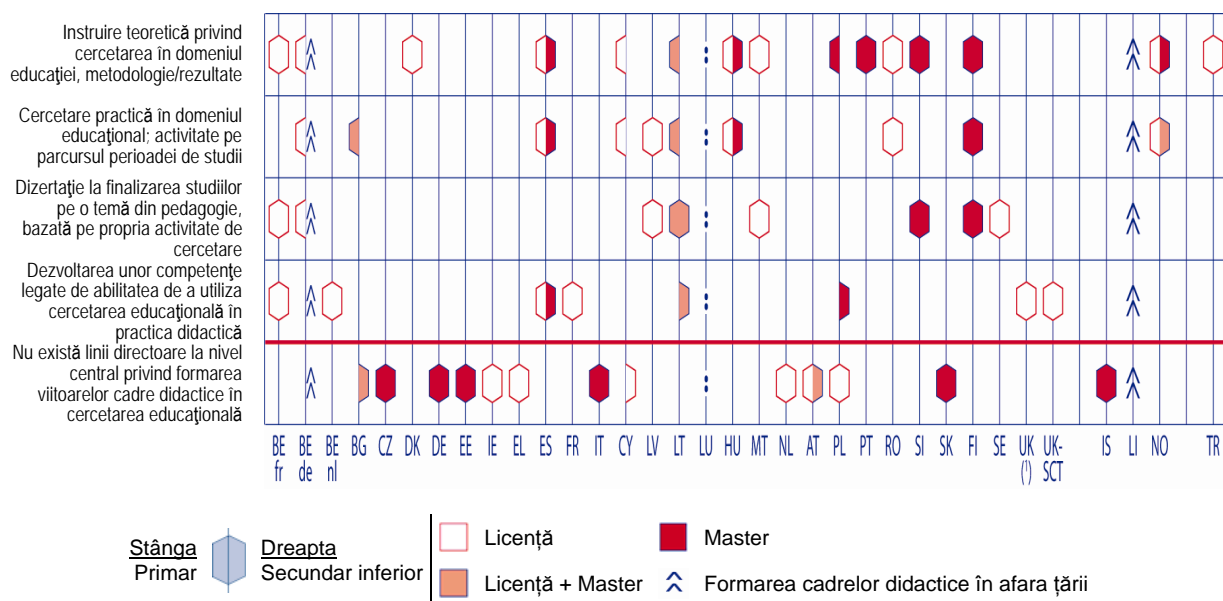 Instruire teoretică privind
cercetarea în domeniul
educației, metodologie/rezultate
Cercetare practică în domeniul
educațional; activitate pe
parcursul perioadei de studii
Dizertație la finalizarea studiilor
pe o temă din pedagogie,
bazată pe propria activitate de
cercetare
Dezvoltarea unor competențe
legate de abilitatea de a utiliza
cercetarea educațională în
practica didactică
Nu există linii directoare la nivel
central privind formarea
viitoarelor cadre didactice în
cercetarea educațională
BE fr BE de BE nl BG CZ DK DE EE IE EL ES FR IT CY LV LT LU HU MT NL AT PL PT RO SI SK FI SE UK (¹) UK-SCT IS LI NO TR
Stânga Dreapta
Primar Secundar inferior
Licență Master
Licență + Master Formarea cadrelor didactice în afara țării